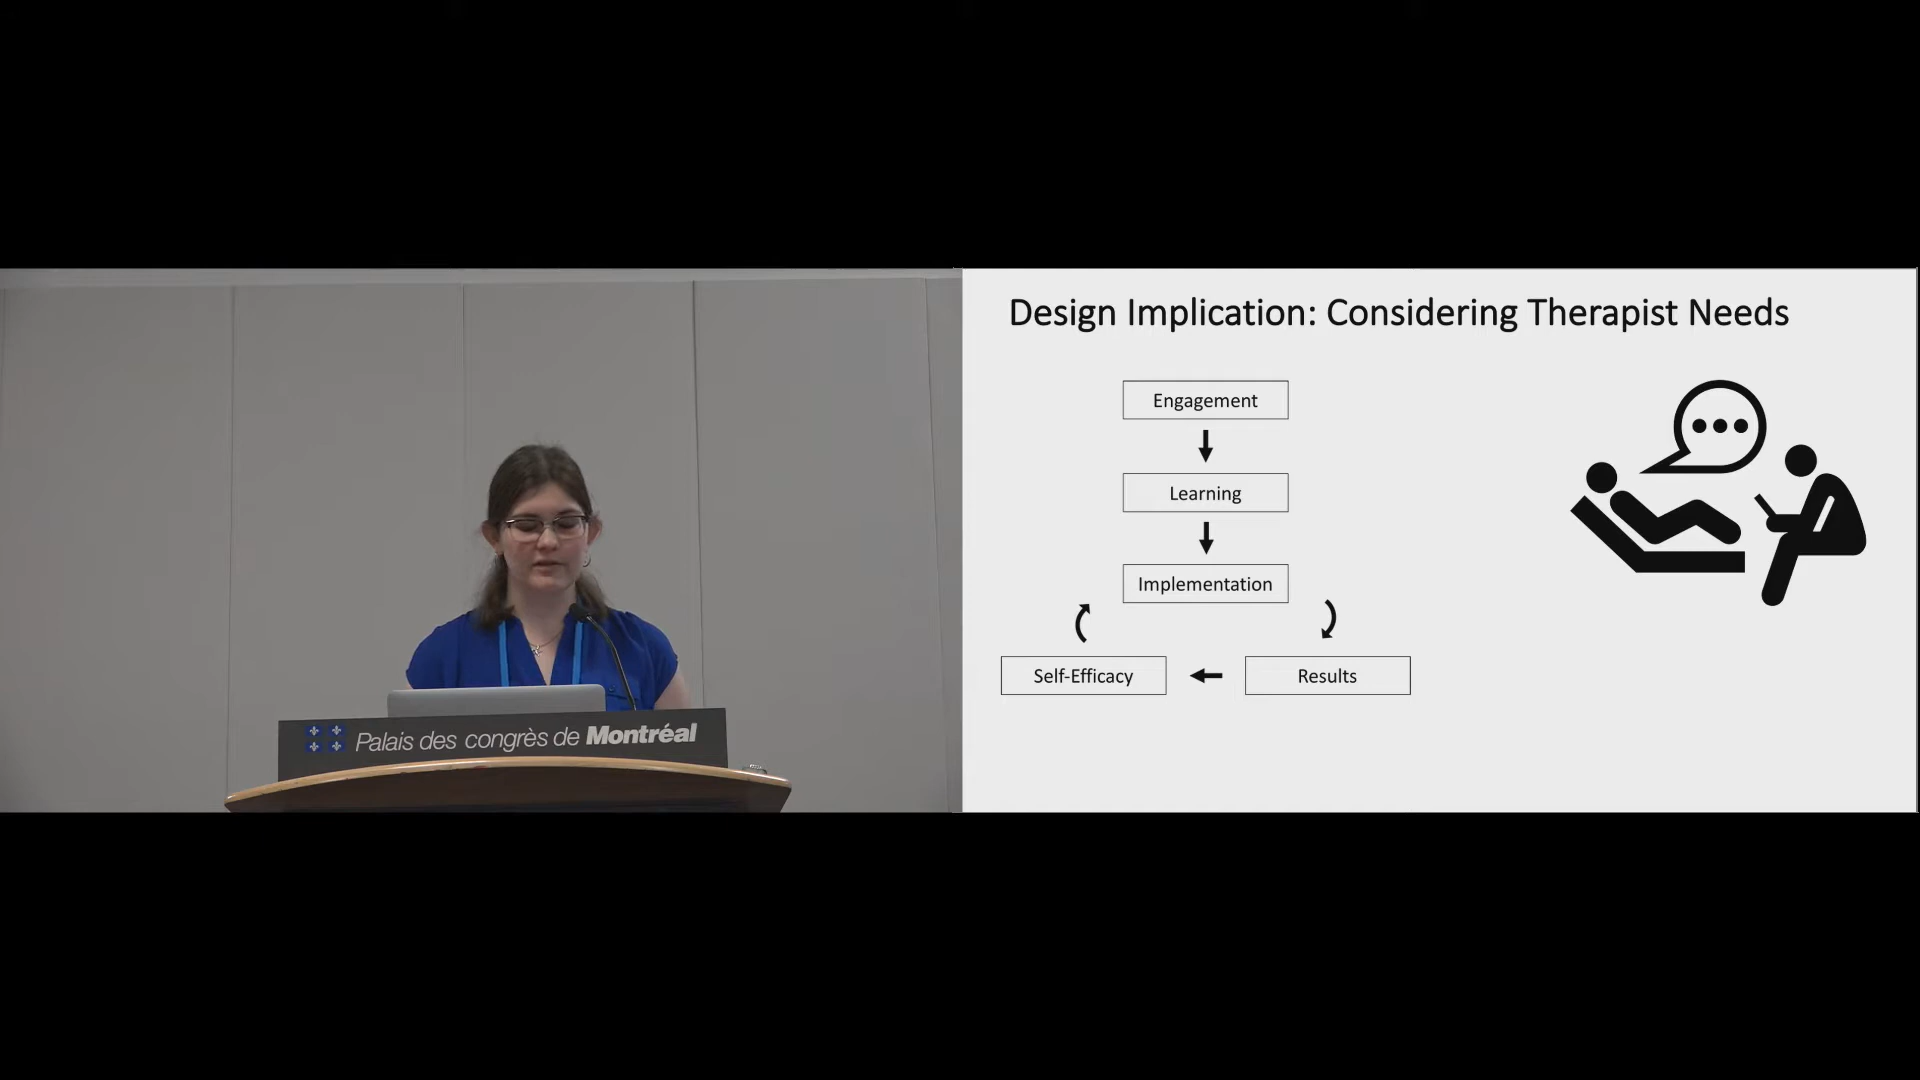 Design Implication: Considering Therapist Needs
Engagement
Learning
Implementation
Self-Efficacy
Results
Palais des congrès de Montréal